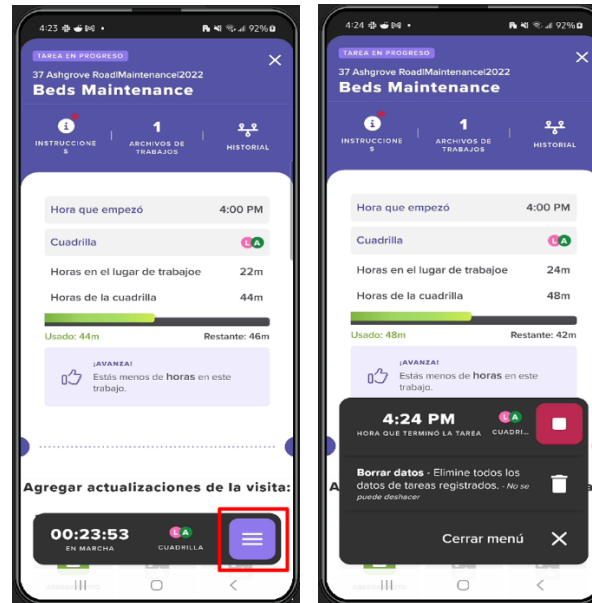 4:23
92%
TAREA EN PROGRESO
37 Ashgrove Road|Maintenance|2022
Beds Maintenance
1
INSTRUCCIONE
S
ARCHIVOS DE
TRABAJOS
HISTORIAL
Hora que empezó 4:00 PM
Cuadrilla L A
Horas en el lugar de trabajoe 22m
Horas de la cuadrilla 44m
Usado: 44m Restante: 46m
¡AVANZA!
Estás menos de horas en este
trabajo.
Agregar actualizaciones de la visita:
00:23:53 L A
EN MARCHA CUADRILLA
4:24
92%
TAREA EN PROGRESO
37 Ashgrove Road|Maintenance|2022
Beds Maintenance
1
INSTRUCCIONE
S
ARCHIVOS DE
TRABAJOS
HISTORIAL
Hora que empezó 4:00 PM
Cuadrilla L A
Horas en el lugar de trabajoe 24m
Horas de la cuadrilla 48m
Usado: 48m Restante: 42m
¡AVANZA!
Estás menos de horas en este
trabajo.
4:24 PM L A
HORA QUE TERMINÓ LA TAREA CUADRI...
Borrar datos - Elimine todos los
datos de tareas registrados. - No se
puede deshacer
Cerrar menú